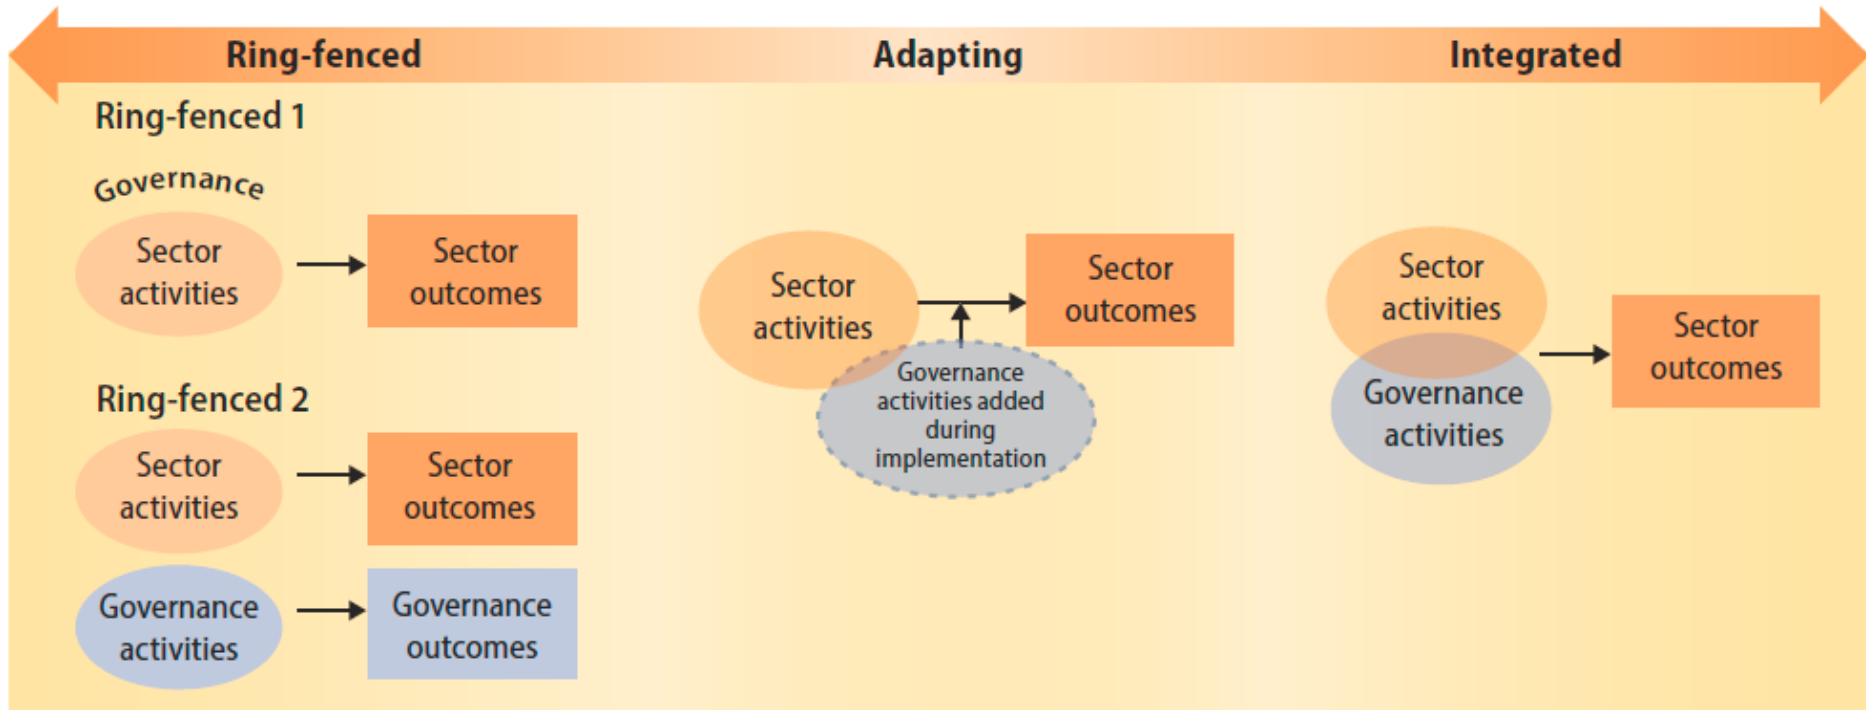 Ring-fenced
Adapting
Integrated
Ring-fenced 1
Governance
Sector
activities
Sector
outcomes
Ring-fenced 2
Sector
activities
Sector
outcomes
Governance
activities
Governance
outcomes
Sector
activities
Sector
outcomes
Governance
activities added
during
implementation
Sector
activities
Governance
activities
Sector
outcomes